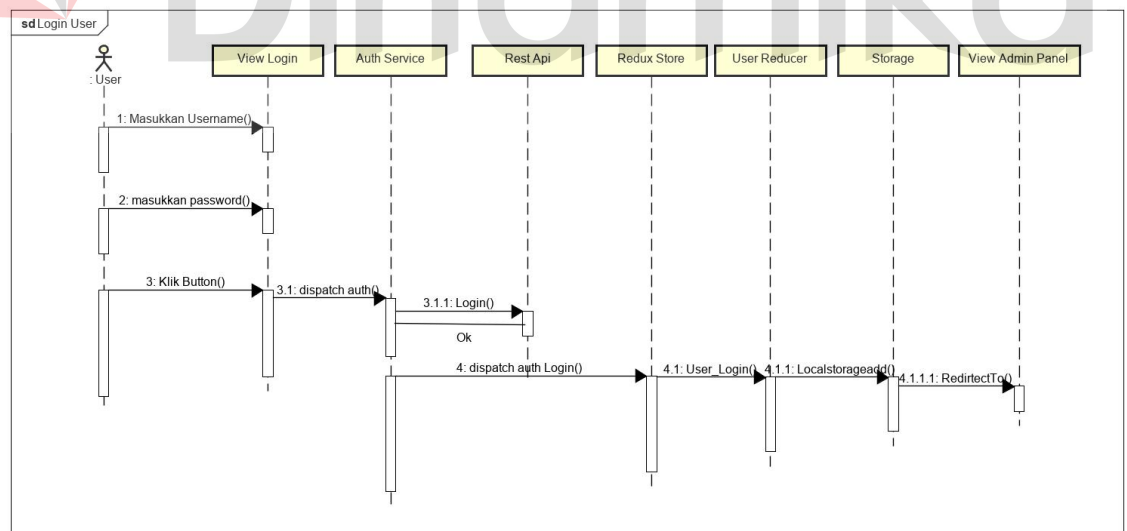 Dinamika
sd Login User
: User
View Login
Auth Service
Rest Api
Redux Store
User Reducer
Storage
View Admin Panel
1: Masukkan Username()
2: masukkan password()
3: Klik Button()
3.1: dispatch auth()
3.1.1: Login()
Ok
4: dispatch auth Login()
4.1: User_Login()
4.1.1: Localstorageadd()
4.1.1.1: RedirtectTo()